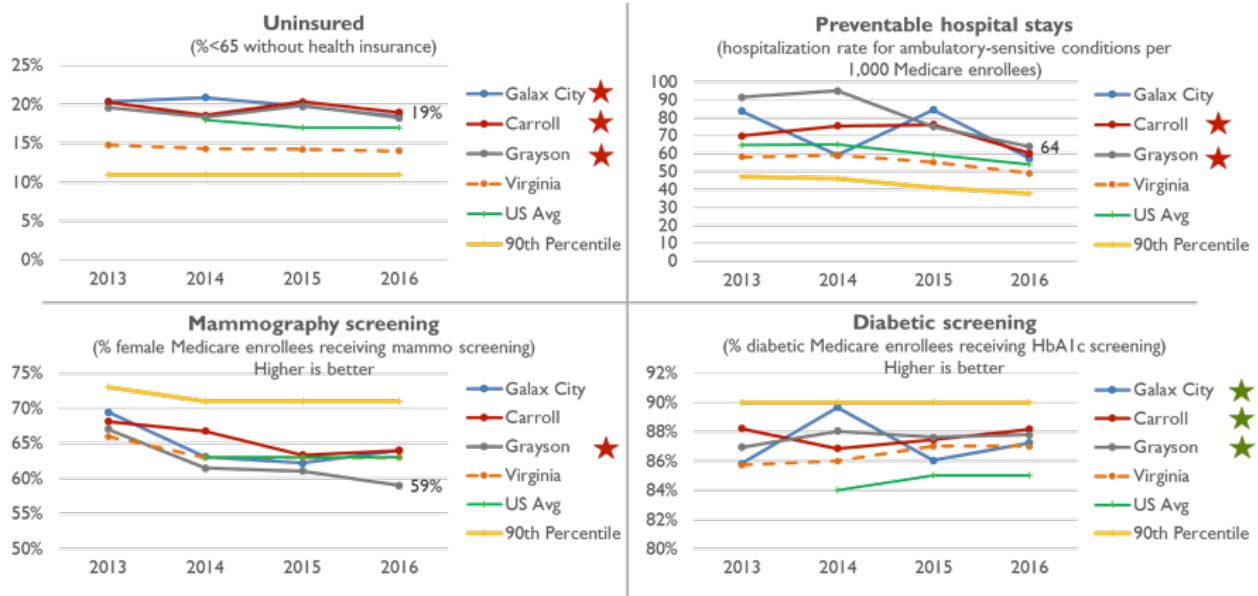 Uninsured
(%<65 without health insurance)
25%
20%
15%
10%
5%
0%
19%
2013 2014 2015 2016
Galax City
Carroll
Grayson
Virginia
US Avg
90th Percentile
Preventable hospital stays
(hospitalization rate for ambulatory-sensitive conditions per
1,000 Medicare enrollees)
100
90
80
70
60
50
40
30
20
10
0
64
2013 2014 2015 2016
Galax City
Carroll
Grayson
Virginia
US Avg
90th Percentile
Mammography screening
(% female Medicare enrollees receiving mammo screening)
Higher is better
75%
70%
65%
60%
55%
50%
59%
2013 2014 2015 2016
Galax City
Carroll
Grayson
Virginia
US Avg
90th Percentile
Diabetic screening
(% diabetic Medicare enrollees receiving HbA1c screening)
Higher is better
92%
90%
88%
86%
84%
82%
80%
2013 2014 2015 2016
Galax City
Carroll
Grayson
Virginia
US Avg
90th Percentile